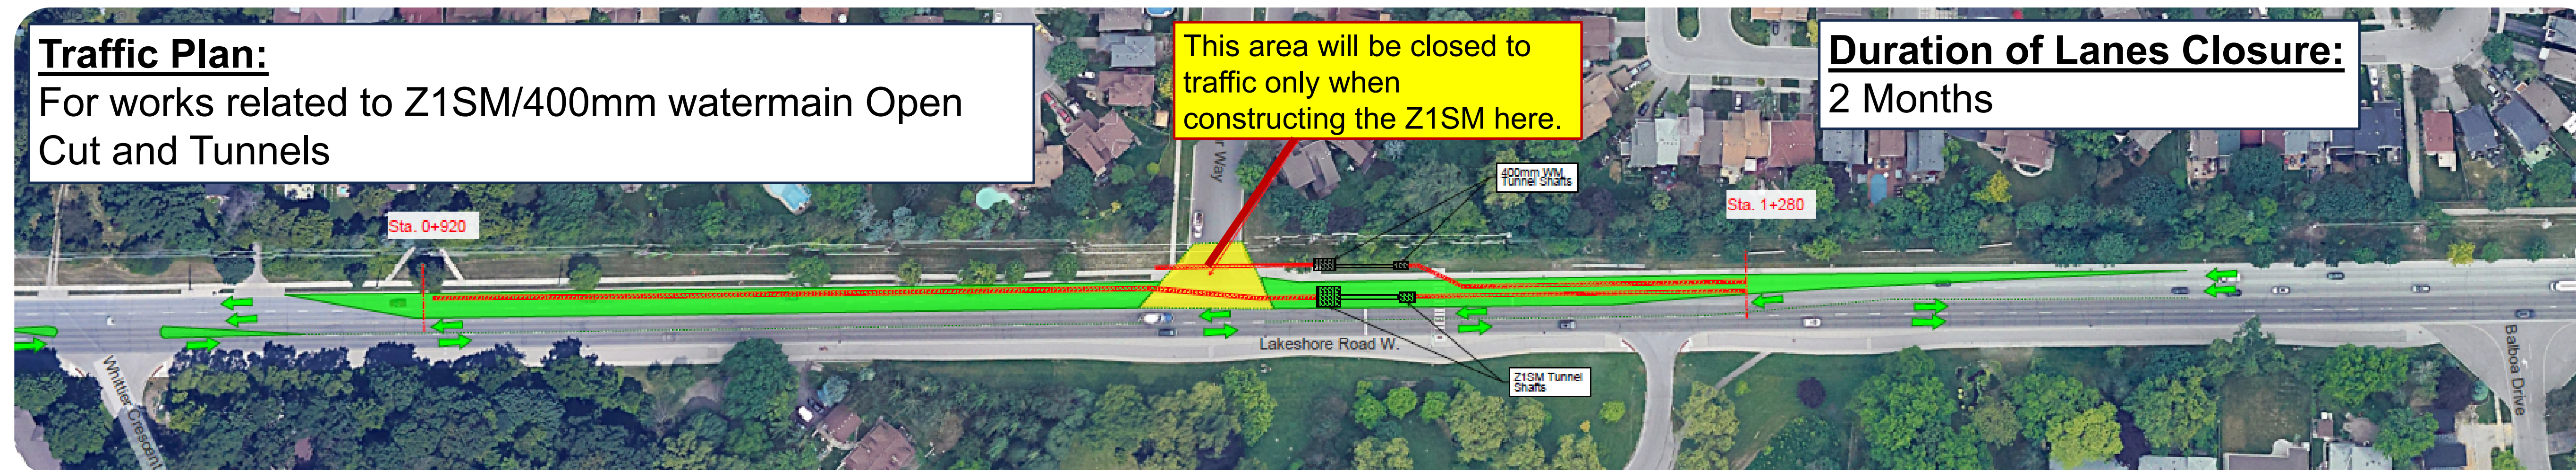 Traffic Plan:
For works related to Z1SM/400mm watermain Open
Cut and Tunnels
This area will be closed to
traffic only when
constructing the Z1SM here.
Duration of Lanes Closure:
2 Months
Way
400mm WM
Tunnel Shafts
Sta. 0+920
Sta. 1+280
Lakeshore Road W.
Z1SM Tunnel
Shafts
Whittier Crescent
Balboa Drive